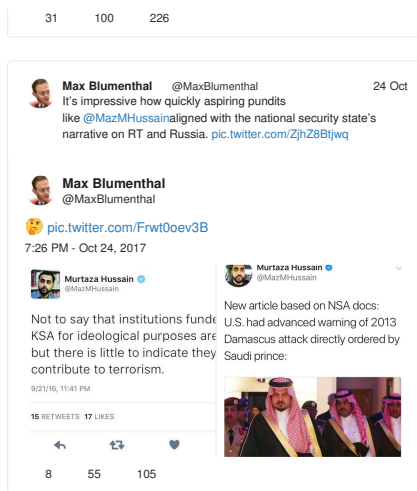 31 100 226
Max Blumenthal @MaxBlumenthal 24 Oct
It's impressive how quickly aspiring pundits
like @MazMHussainaligned with the national security state's
narrative on RT and Russia. pic.twitter.com/ZjhZ8Btjwq
Max Blumenthal
@MaxBlumenthal
🤔 pic.twitter.com/Frwt0oev3B
7:26 PM - Oct 24, 2017
Murtaza Hussain
@MazMHussain
Not to say that institutions funde
KSA for ideological purposes are
but there is little to indicate they
contribute to terrorism.
9/21/16, 11:41 PM
15 RETWEETS 17 LIKES
Murtaza Hussain
@MazMHussain
New article based on NSA docs:
U.S. had advanced warning of 2013
Damascus attack directly ordered by
Saudi prince:
8 55 105